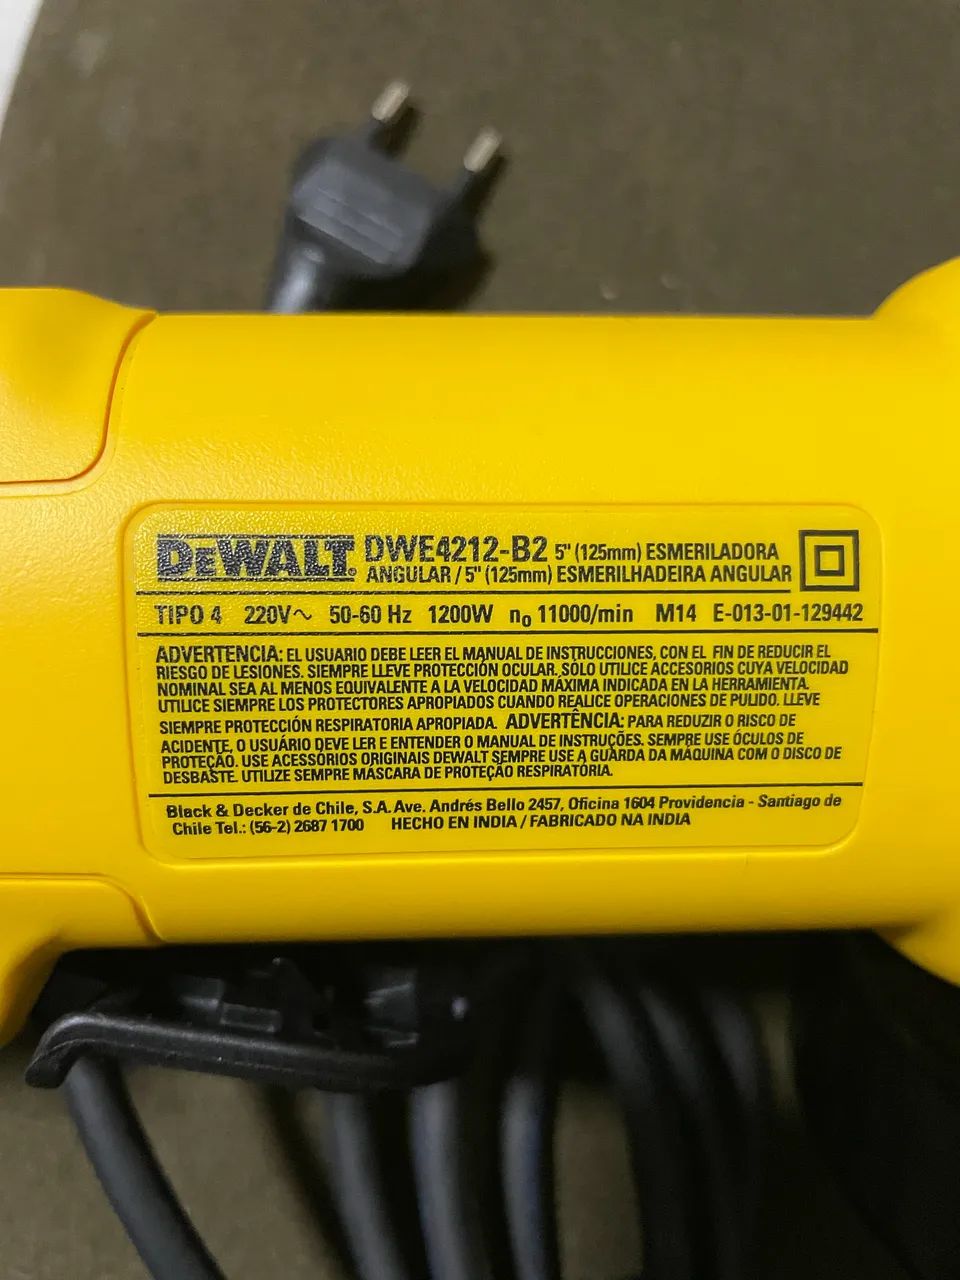 DEWALT® DWE4212-B2 5" (125mm) ESMERILADORA
ANGULAR / 5" (125mm) ESMERILHADEIRA ANGULAR
TIPO 4 220V~ 50-60 Hz 1200W n0 11000/min M14 E-013-01-129442
ADVERTENCIA: EL USUARIO DEBE LEER EL MANUAL DE INSTRUCCIONES, CON EL FIN DE REDUCIR EL
RIESGO DE LESIONES. SIEMPRE LLEVE PROTECCIÓN OCULAR. SÓLO UTILICE ACCESORIOS CUYA VELOCIDAD
NOMINAL SEA AL MENOS EQUIVALENTE A LA VELOCIDAD MÁXIMA INDICADA EN LA HERRAMIENTA.
UTILICE SIEMPRE LOS PROTECTORES APROPIADOS CUANDO REALICE OPERACIONES DE PULIDO. LLEVE
SIEMPRE PROTECCIÓN RESPIRATORIA APROPIADA. ADVERTÊNCIA: PARA REDUZIR O RISCO DE
ACIDENTE, O USUÁRIO DEVE LER E ENTENDER O MANUAL DE INSTRUÇÕES. SEMPRE USE ÓCULOS DE
PROTEÇÃO. USE ACESSÓRIOS ORIGINAIS DEWALT SEMPRE USE A GUARDA DA MÁQUINA COM O DISCO DE
DESBASTE. UTILIZE SEMPRE MÁSCARA DE PROTEÇÃO RESPIRATÓRIA.
Black & Decker de Chile, S.A. Ave. Andrés Bello 2457, Oficina 1604 Providencia - Santiago de
Chile Tel.: (56-2) 2687 1700 HECHO EN INDIA / FABRICADO NA INDIA